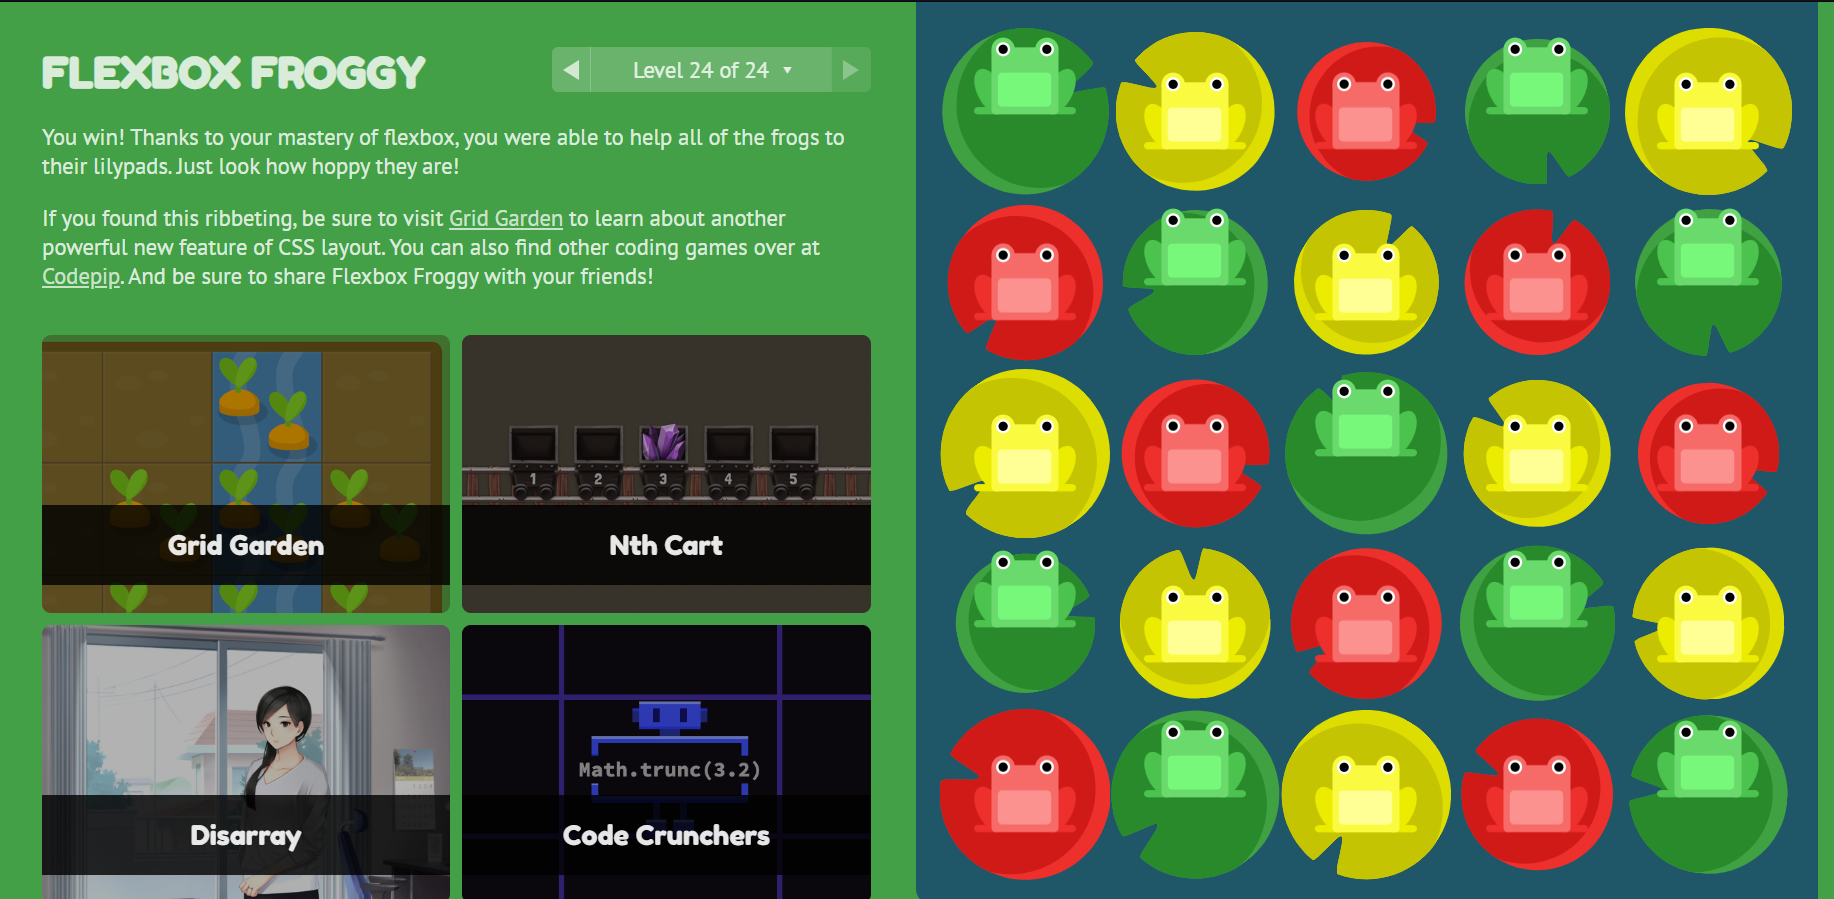 FLEXBOX FROGGY
Level 24 of 24
You win! Thanks to your mastery of flexbox, you were able to help all of the frogs to
their lilypads. Just look how hoppy they are!
If you found this ribbeting, be sure to visit Grid Garden to learn about another
powerful new feature of CSS layout. You can also find other coding games over at
Codepip. And be sure to share Flexbox Froggy with your friends!
1 2 3 4 5
Grid Garden
Nth Cart
Math.trunc(3.2)
Disarray
Code Crunchers